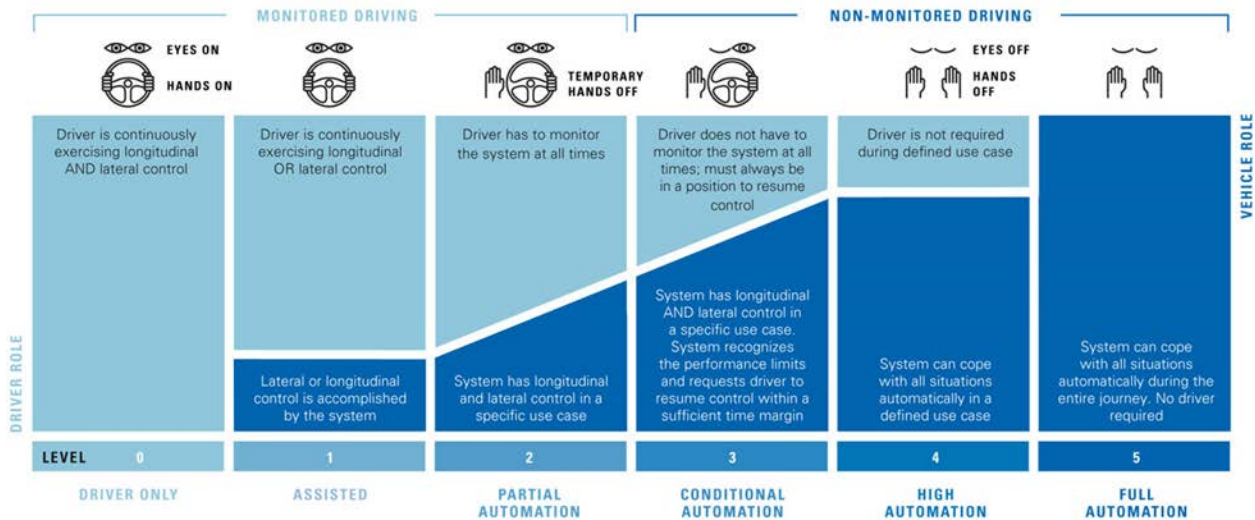 MONITORED DRIVING
NON-MONITORED DRIVING
EYES ON
HANDS ON
TEMPORARY
HANDS OFF
EYES OFF
HANDS
OFF
DRIVER ROLE
VEHICLE ROLE
Driver is continuously
exercising longitudinal
AND lateral control
Driver is continuously
exercising longitudinal
OR lateral control
Driver has to monitor
the system at all times
Driver does not have to
monitor the system at all
times; must always be
in a position to resume
control
Driver is not required
during defined use case
Lateral or longitudinal
control is accomplished
by the system
System has longitudinal
and lateral control in a
specific use case
System has longitudinal
AND lateral control in
a specific use case.
System recognizes
the performance limits
and requests driver to
resume control within a
sufficient time margin
System can cope
with all situations
automatically in a
defined use case
System can cope
with all situations
automatically during the
entire journey. No driver
required
LEVEL 0 1 2 3 4 5
DRIVER ONLY
ASSISTED
PARTIAL
AUTOMATION
CONDITIONAL
AUTOMATION
HIGH
AUTOMATION
FULL
AUTOMATION